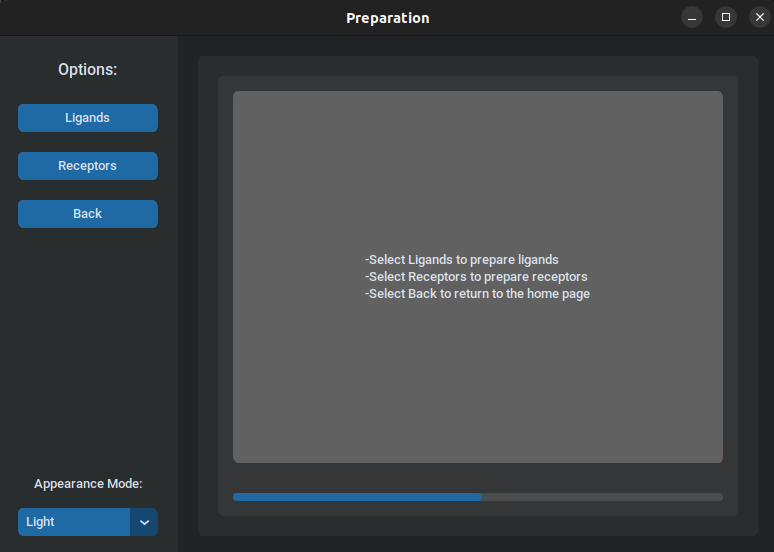 Preparation
Options:
Ligands
Receptors
Back
-Select Ligands to prepare ligands
-Select Receptors to prepare receptors
-Select Back to return to the home page
Appearance Mode:
Light